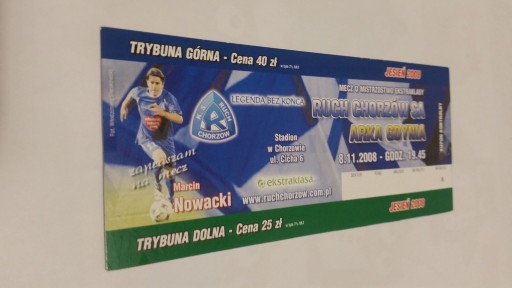 TRYBUNA GÓRNA - Cena 40 zł
JESIEŃ 2008
MECZ O MISTRZOSTWO EKSTRAKLASY
LEGENDA BEZ KOŃCA
RUCH CHORZÓW SA
ARKA GDYNIA
RUCH
CHORZÓW
Stadion
w Chorzowie
ul. Cicha 6
8.11.2008 - GODZ. 19.45
zapraszam
na mecz
Marcin
Nowacki
ekstraklasa
www.ruchchorzow.com.pl
TRYBUNA DOLNA - Cena 25 zł
JESIEŃ 2008